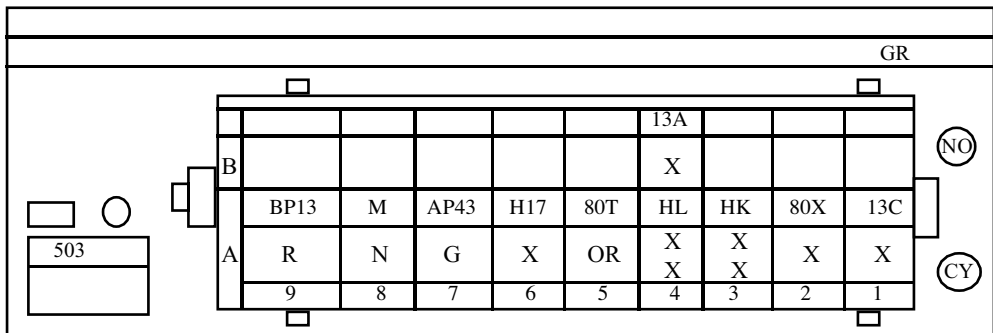 GR
13A
B X
NO
BP13 M AP43 H17 80T HL HK 80X 13C
503
A R N G X OR X X X X
X X
CY
9 8 7 6 5 4 3 2 1